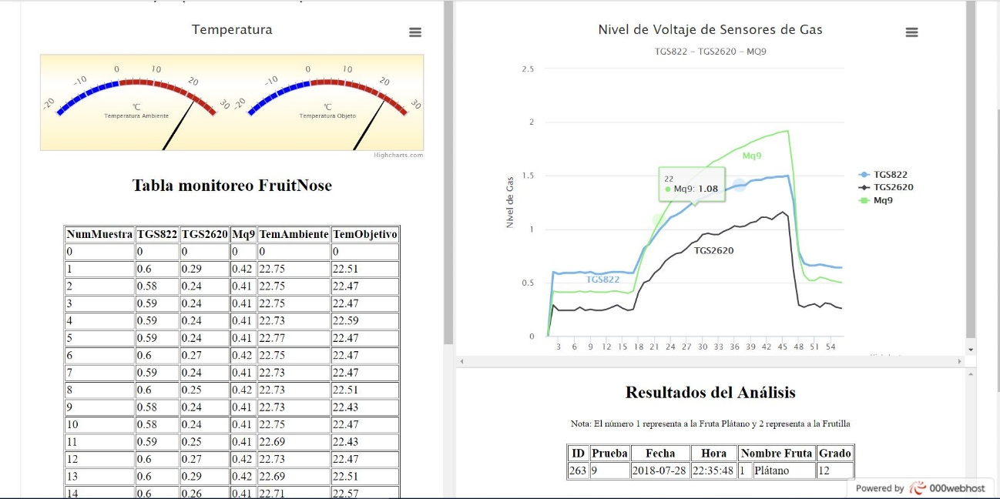 Temperatura
-20 -10 0 10 20 30
°C
Temperatura Ambiente
-20 -10 0 10 20 30
°C
Temperatura Objeto
Highcharts.com
Tabla monitoreo FruitNose
NumMuestra TGS822 TGS2620 Mq9 TemAmbiente TemObjetivo
0 0 0 0 0 0
1 0.6 0.29 0.42 22.75 22.51
2 0.58 0.24 0.41 22.75 22.47
3 0.59 0.24 0.41 22.75 22.47
4 0.59 0.24 0.41 22.73 22.59
5 0.59 0.24 0.41 22.77 22.47
6 0.6 0.27 0.42 22.75 22.47
7 0.59 0.24 0.41 22.73 22.47
8 0.6 0.25 0.42 22.73 22.51
9 0.58 0.24 0.41 22.73 22.43
10 0.58 0.24 0.41 22.75 22.47
11 0.59 0.25 0.41 22.69 22.43
12 0.6 0.27 0.42 22.73 22.47
13 0.6 0.29 0.42 22.69 22.51
14 0.6 0.26 0.41 22.71 22.57
Nivel de Voltaje de Sensores de Gas
TGS822 - TGS2620 - MQ9
Nivel de Gas
2.5
2
1.5
1
0.5
0
Mq9
22
Mq9: 1.08
TGS2620
TGS822
TGS822
TGS2620
Mq9
3 6 9 12 15 18 21 24 27 30 33 36 39 42 45 48 51 54
Resultados del Análisis
Nota: El número 1 representa a la Fruta Plátano y 2 representa a la Frutilla
ID Prueba Fecha Hora Nombre Fruta Grado
263 9 2018-07-28 22:35:48 1 Plátano 12
Powered by 000webhost